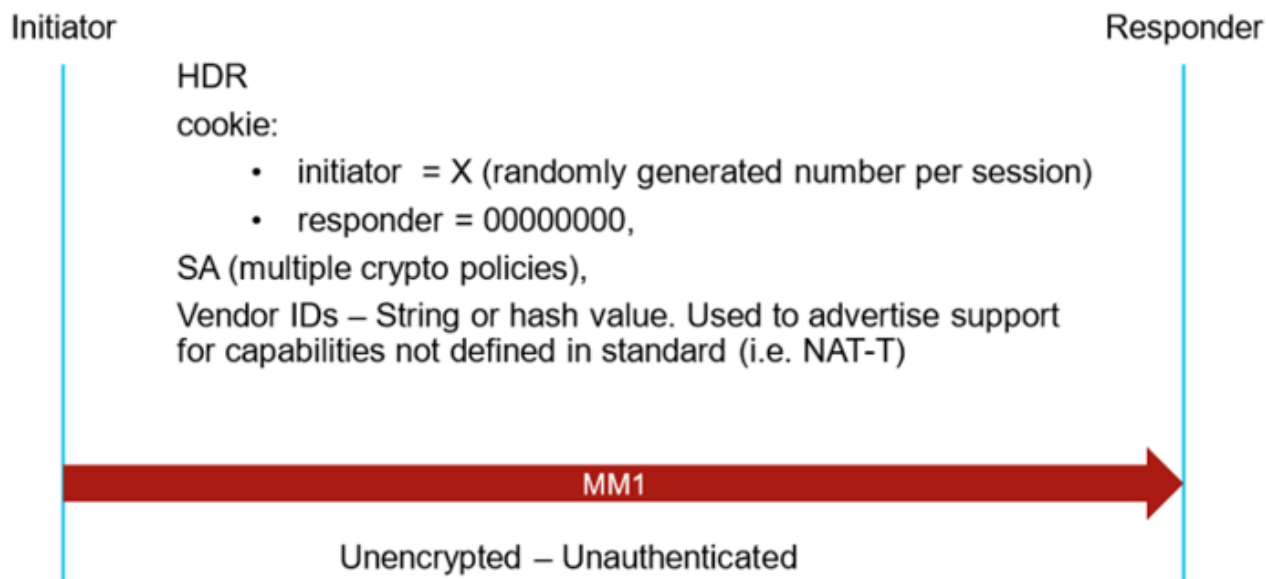 Initiator
Responder
HDR
cookie:
• initiator = X (randomly generated number per session)
• responder = 00000000,
SA (multiple crypto policies),
Vendor IDs – String or hash value. Used to advertise support
for capabilities not defined in standard (i.e. NAT-T)
MM1
Unencrypted – Unauthenticated